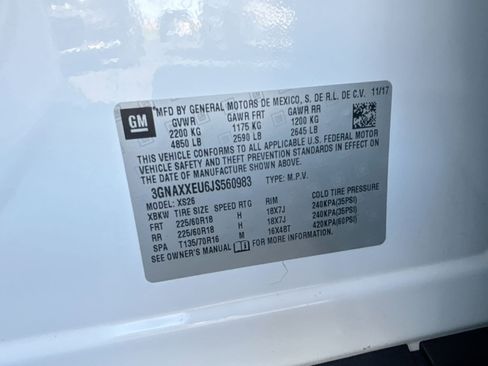 GM
*MFD BY GENERAL MOTORS DE MEXICO, S. DE R.L. DE C.V. 11/17
GVWR GAWR FRT GAWR RR
2200 KG 1175 KG 1200 KG
4850 LB 2590 LB 2645 LB
THIS VEHICLE CONFORMS TO ALL APPLICABLE U.S. FEDERAL MOTOR
VEHICLE SAFETY AND THEFT PREVENTION STANDARDS IN EFFECT ON
THE DATE OF MANUFACTURE SHOWN ABOVE.
3GNAXXEU6JS560983 TYPE: M.P.V.
MODEL: XS26
XBKW TIRE SIZE SPEED RTG RIM COLD TIRE PRESSURE
FRT 225/60R18 H 18X7J 240KPA(35PSI)
RR 225/60R18 H 18X7J 240KPA(35PSI)
SPA T135/70R16 M 16X4BT 420KPA(60PSI)
SEE OWNER'S MANUAL FOR MORE INFORMATION.